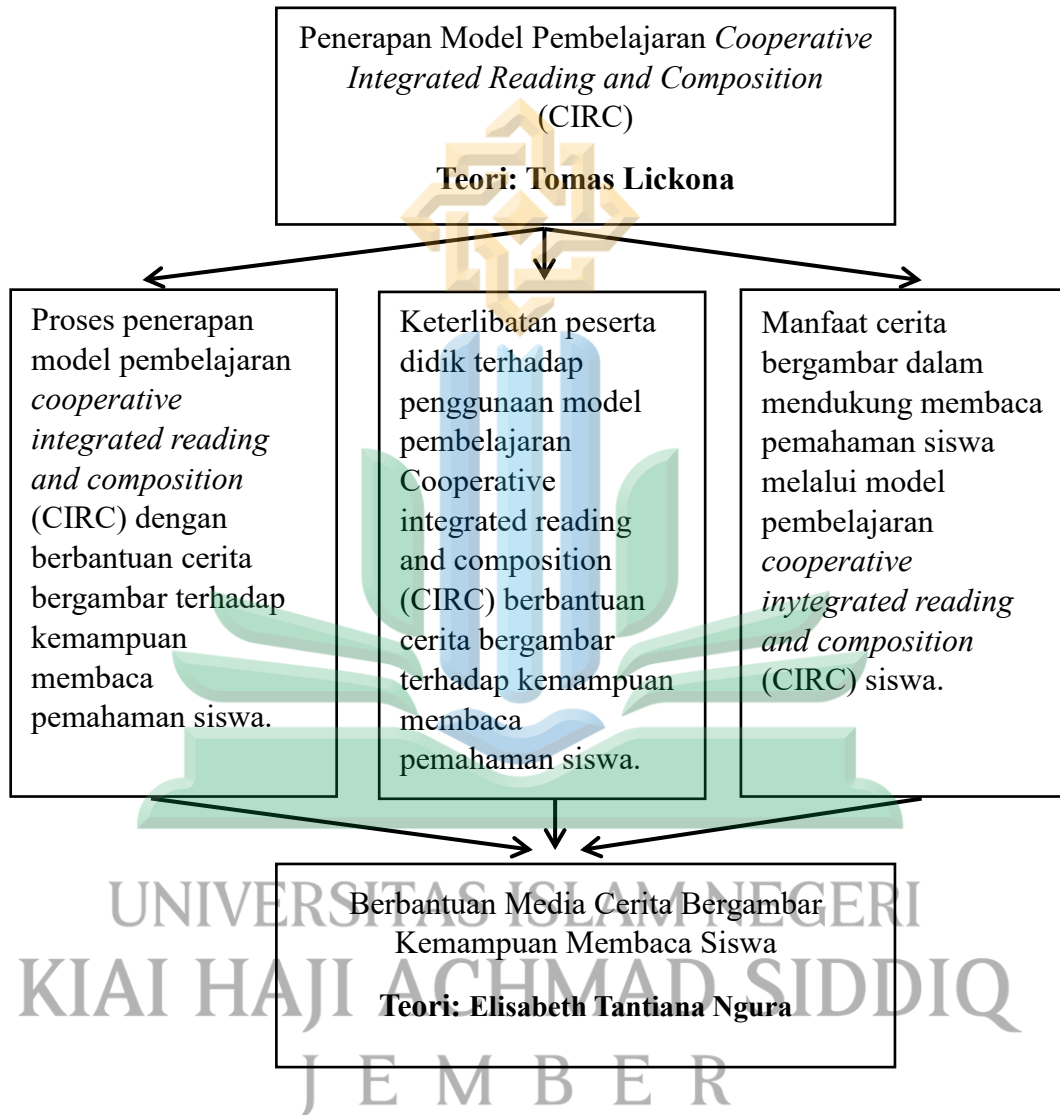 Penerapan Model Pembelajaran Cooperative
Integrated Reading and Composition
(CIRC)
Teori: Tomas Lickona
Proses penerapan
model pembelajaran
cooperative
integrated reading
and composition
(CIRC) dengan
berbantuan cerita
bergambar terhadap
kemampuan
membaca
pemahaman siswa.
Keterlibatan peserta
didik terhadap
penggunaan model
pembelajaran
Cooperative
integrated reading
and composition
(CIRC) berbantuan
cerita bergambar
terhadap kemampuan
membaca
pemahaman siswa.
Manfaat cerita
bergambar dalam
mendukung membaca
pemahaman siswa
melalui model
pembelajaran
cooperative
inytegrated reading
and composition
(CIRC) siswa.
Berbantuan Media Cerita Bergambar
Kemampuan Membaca Siswa
Teori: Elisabeth Tantiana Ngura
UNIVERSITAS ISLAM NEGERI
KIAI HAJI ACHMAD SIDDIQ
JEMBER